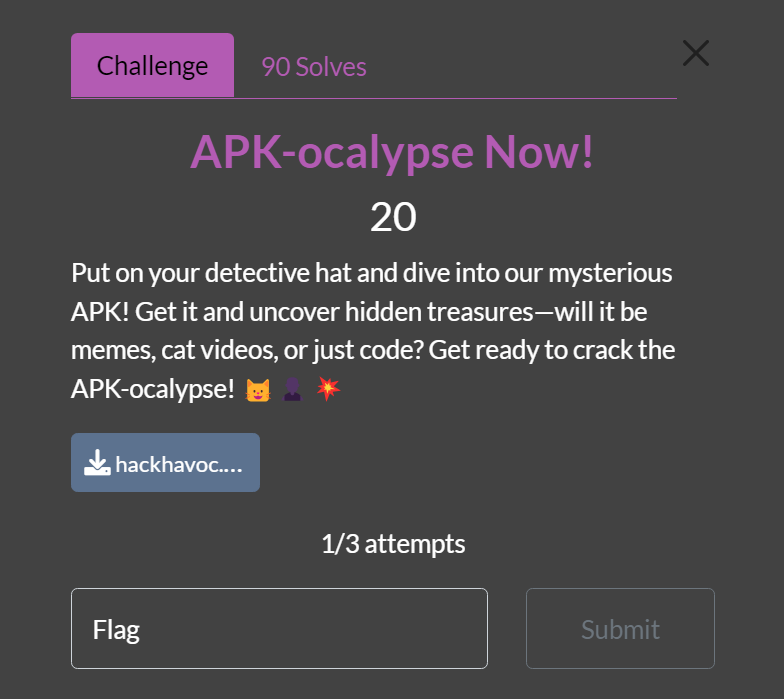 Challenge
90 Solves
APK-ocalypse Now!
20
Put on your detective hat and dive into our mysterious
APK! Get it and uncover hidden treasures—will it be
memes, cat videos, or just code? Get ready to crack the
APK-ocalypse! 😺 👤 💥
hackhavoc.…
1/3 attempts
Flag
Submit